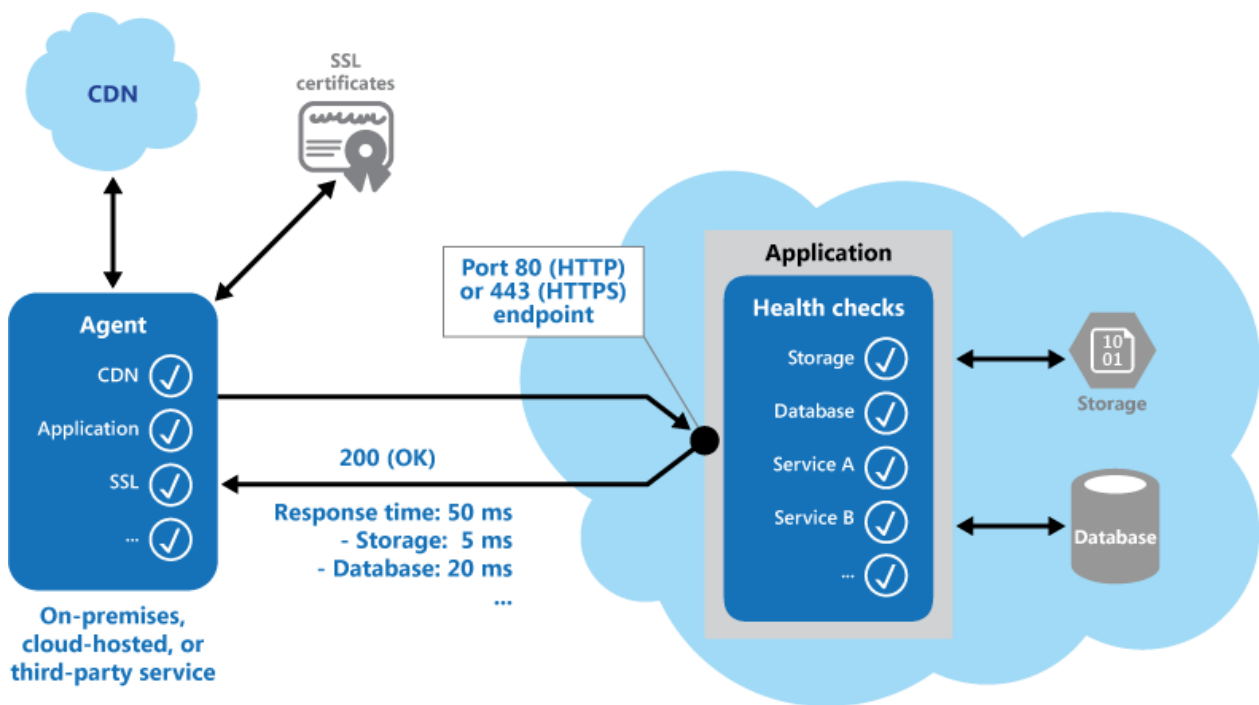 CDN
SSL
certificates
Port 80 (HTTP)
or 443 (HTTPS)
endpoint
Agent
CDN
Application
SSL
...
On-premises,
cloud-hosted, or
third-party service
200 (OK)
Response time: 50 ms
- Storage: 5 ms
- Database: 20 ms
...
Application
Health checks
Storage
Database
Service A
Service B
...
10
01
Storage
Database